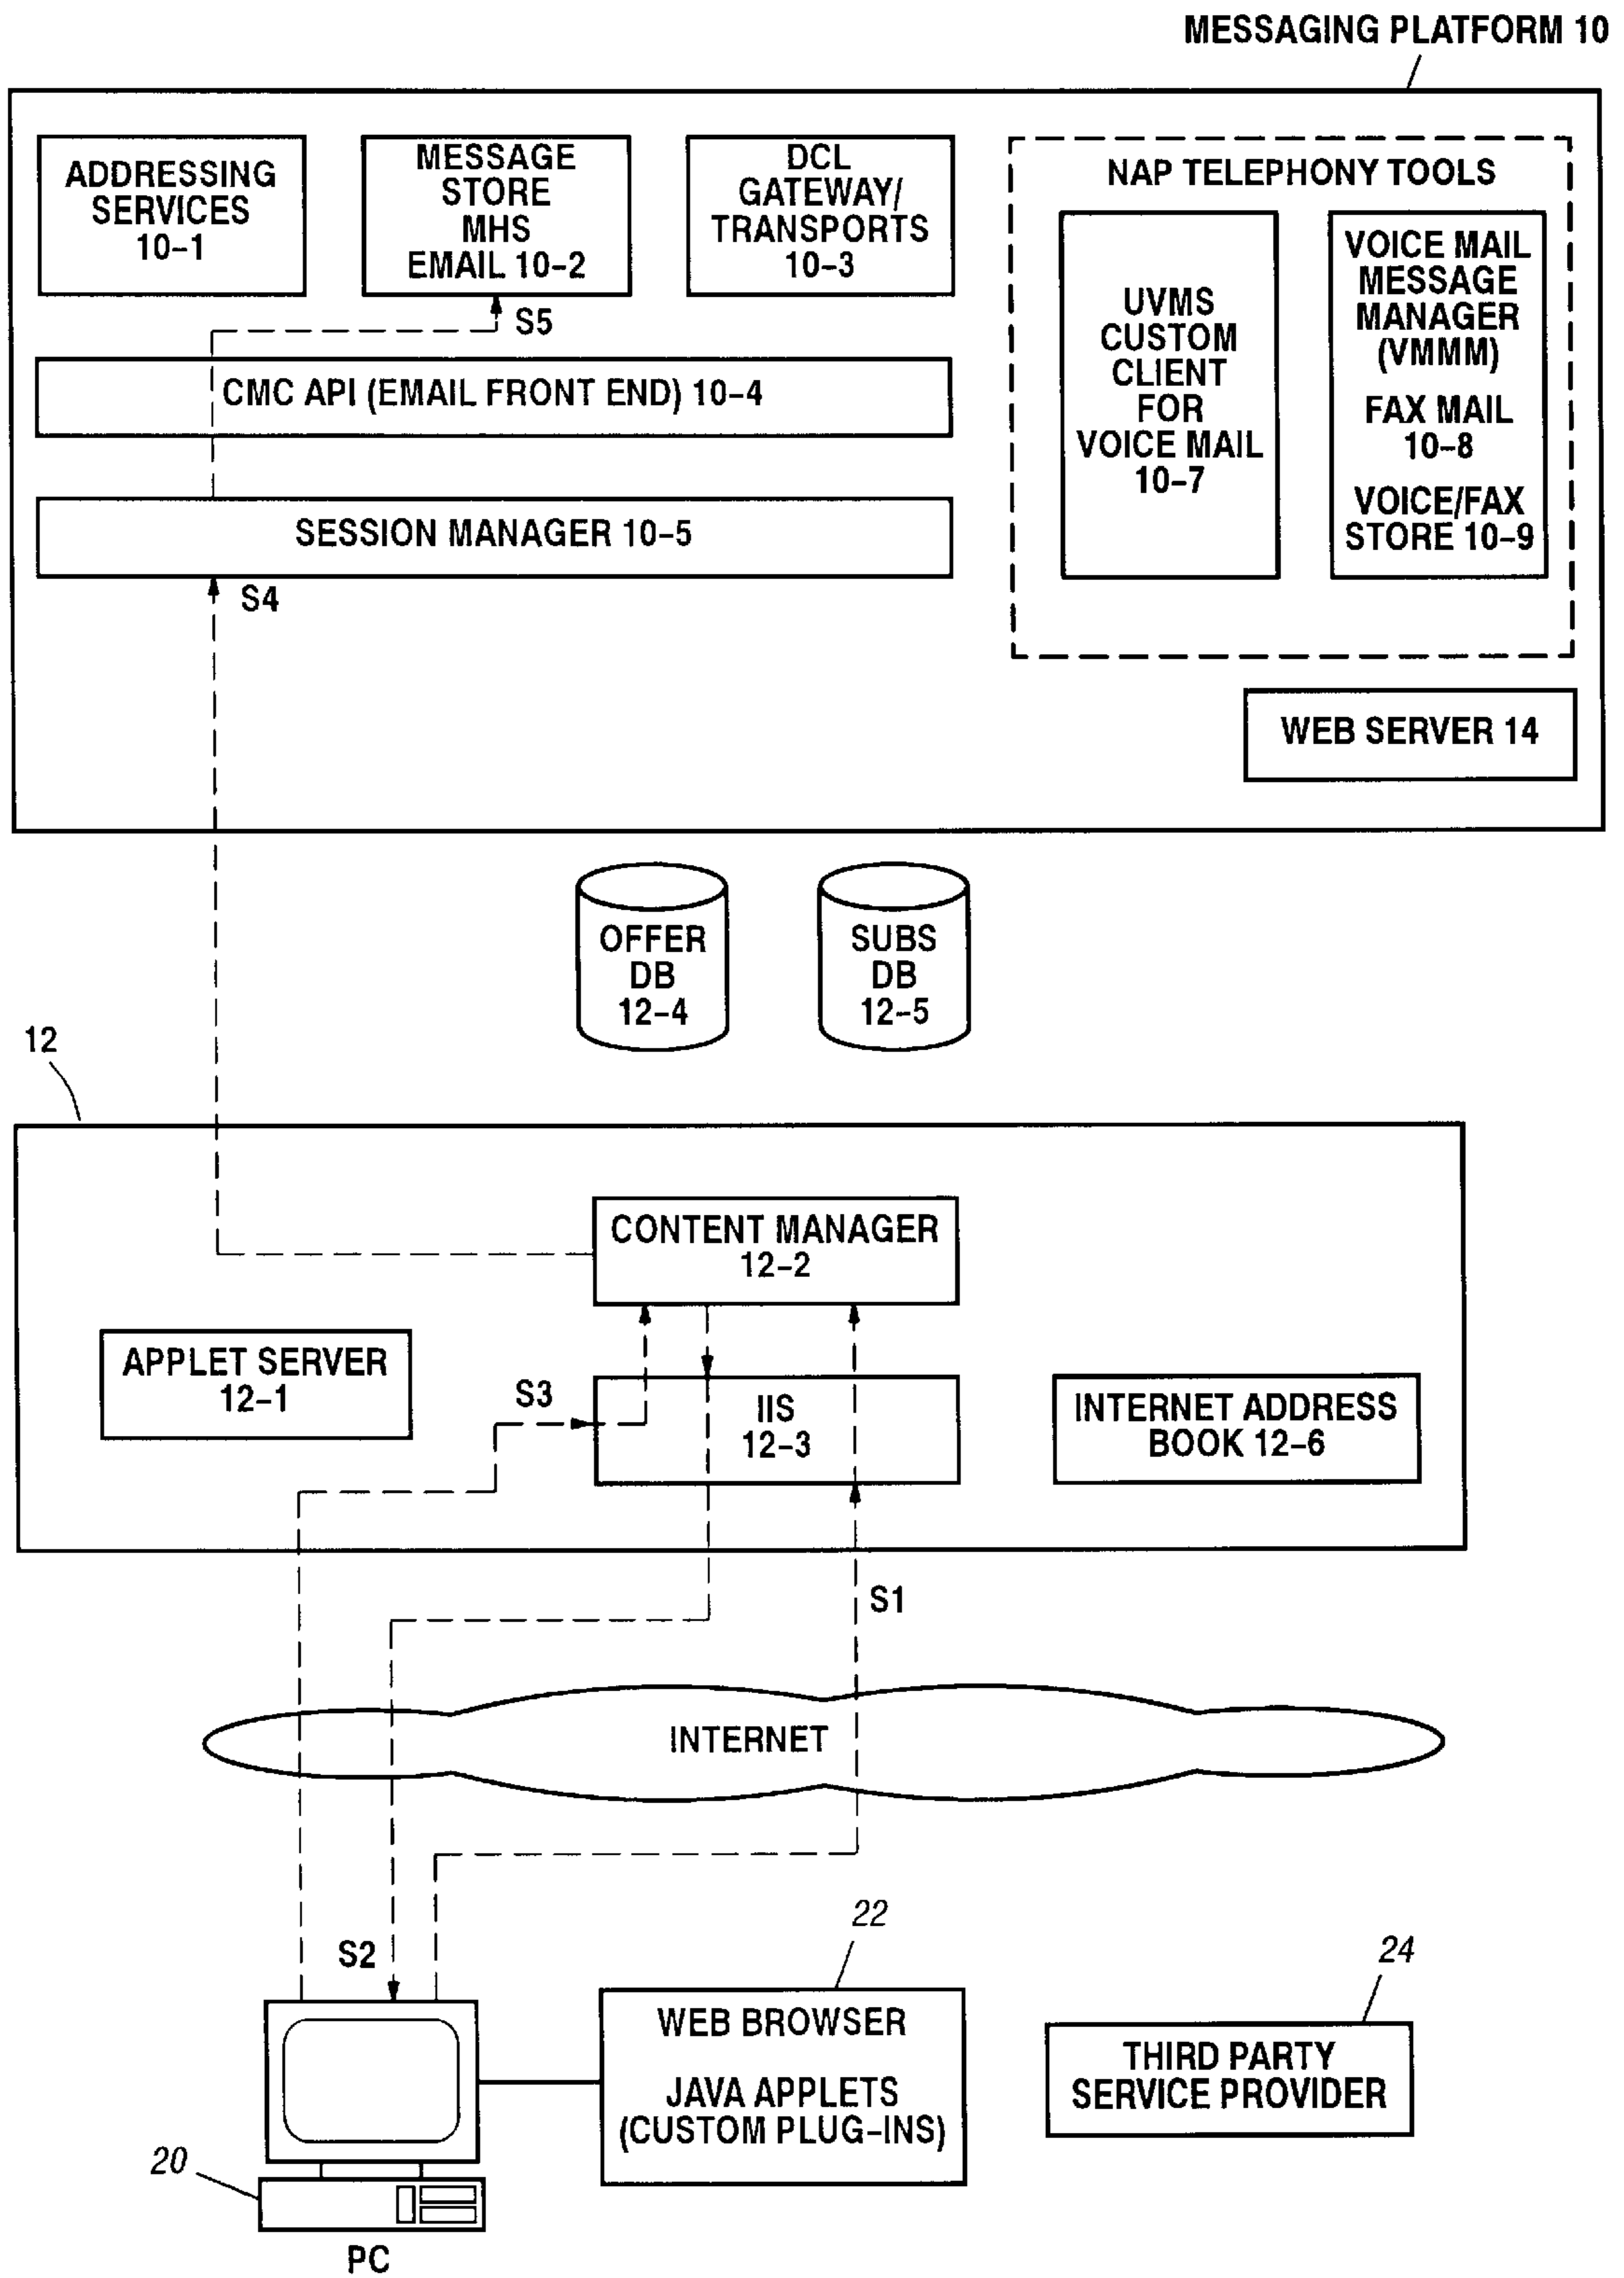 MESSAGING PLATFORM 10
ADDRESSING
SERVICES
10-1
MESSAGE
STORE
MHS
EMAIL 10-2
DCL
GATEWAY/
TRANSPORTS
10-3
NAP TELEPHONY TOOLS
UVMS
CUSTOM
CLIENT
FOR
VOICE MAIL
10-7
VOICE MAIL
MESSAGE
MANAGER
(VMMM)
FAX MAIL
10-8
VOICE/FAX
STORE 10-9
S5
CMC API (EMAIL FRONT END) 10-4
SESSION MANAGER 10-5
S4
WEB SERVER 14
OFFER
DB
12-4
SUBS
DB
12-5
12
CONTENT MANAGER
12-2
APPLET SERVER
12-1
S3
IIS
12-3
INTERNET ADDRESS
BOOK 12-6
S1
INTERNET
S2
22
24
WEB BROWSER
JAVA APPLETS
(CUSTOM PLUG-INS)
THIRD PARTY
SERVICE PROVIDER
20
PC